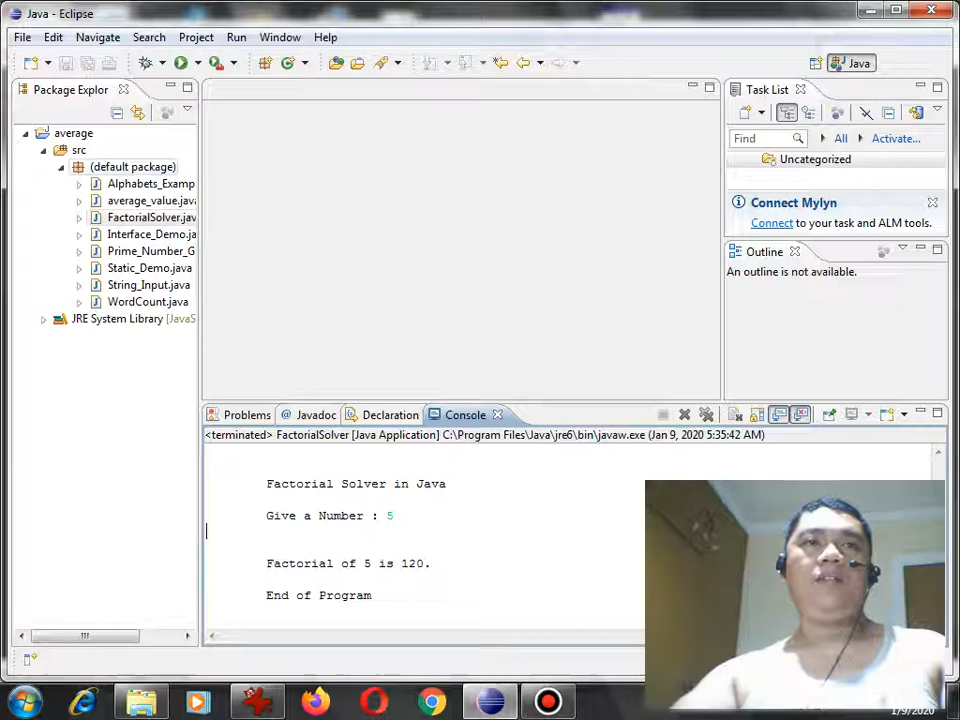 Java - Eclipse
File Edit Navigate Search Project Run Window Help
Java
Package Explor
average
src
(default package)
Alphabets_Examp
average_value.java
FactorialSolver.jav
Interface_Demo.ja
Prime_Number_G
Static_Demo.java
String_Input.java
WordCount.java
JRE System Library [JavaS
Task List
Find All Activate...
Uncategorized
Connect Mylyn
Connect to your task and ALM tools.
Outline
An outline is not available.
Problems @ Javadoc Declaration Console
<terminated> FactorialSolver [Java Application] C:\Program Files\Java\jre6\bin\javaw.exe (Jan 9, 2020 5:35:42 AM)
Factorial Solver in Java
Give a Number : 5
Factorial of 5 is 120.
End of Program
1/9/2020